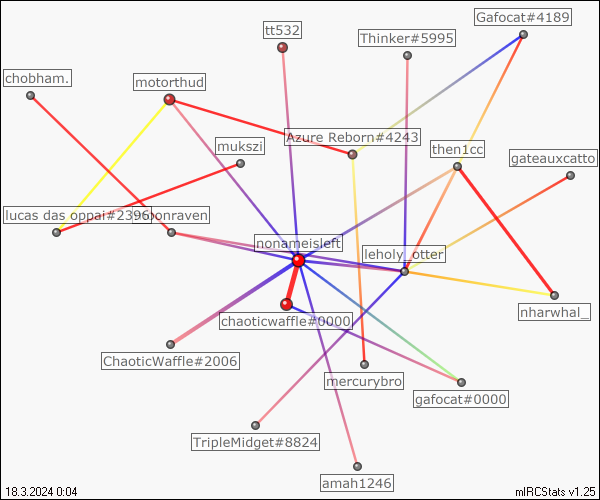 Gafocat#4189
tt532
Thinker#5995
chobham.
motorthud
Azure Reborn#4243
mukszi
then1cc
gateauxcatto
lucas das oppai#2396
onraven
nonameisleft
leholy_otter
nharwhal_
chaoticwaffle#0000
ChaoticWaffle#2006
mercurybro
gafocat#0000
TripleMidget#8824
amah1246
18.3.2024 0:04
mIRCStats v1.25